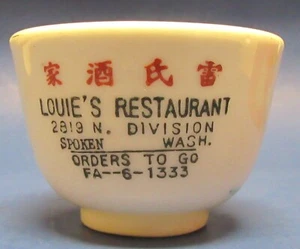 家酒氏雷
LOUIE'S RESTAURANT
2819 N. DIVISION
SPOKEN WASH.
ORDERS TO GO
FA--6-1333